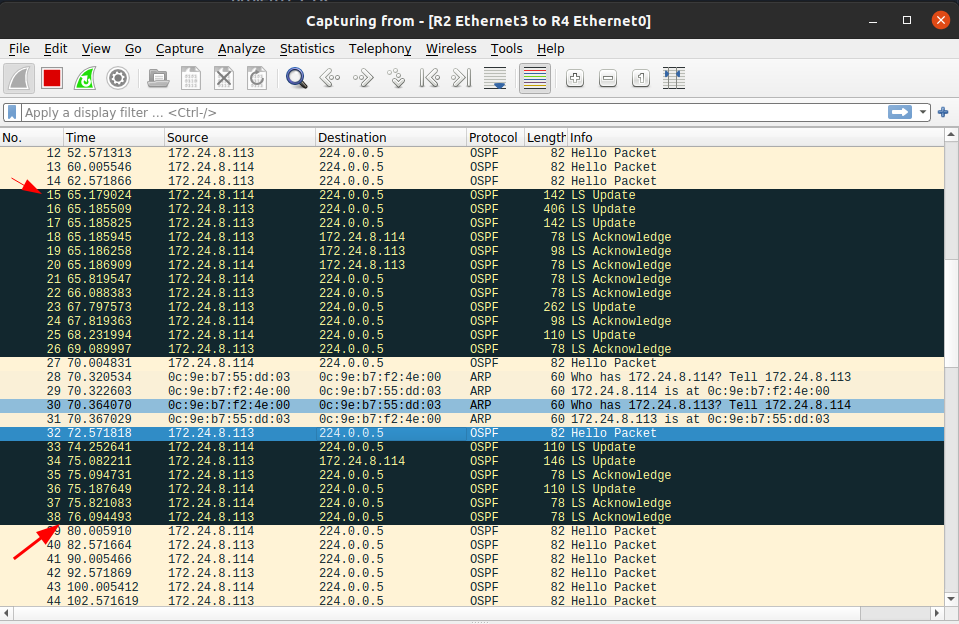 Capturing from - [R2 Ethernet3 to R4 Ethernet0]
File Edit View Go Capture Analyze Statistics Telephony Wireless Tools Help
Apply a display filter … <Ctrl-/>
No. Time Source Destination Protocol Length Info
12 52.571313 172.24.8.113 224.0.0.5 OSPF 82 Hello Packet
13 60.005546 172.24.8.114 224.0.0.5 OSPF 82 Hello Packet
14 62.571866 172.24.8.113 224.0.0.5 OSPF 82 Hello Packet
15 65.179024 172.24.8.114 224.0.0.5 OSPF 142 LS Update
16 65.185509 172.24.8.114 224.0.0.5 OSPF 406 LS Update
17 65.185825 172.24.8.113 224.0.0.5 OSPF 142 LS Update
18 65.185945 172.24.8.113 172.24.8.114 OSPF 78 LS Acknowledge
19 65.186258 172.24.8.114 172.24.8.113 OSPF 98 LS Acknowledge
20 65.186909 172.24.8.114 172.24.8.113 OSPF 78 LS Acknowledge
21 65.819547 172.24.8.114 224.0.0.5 OSPF 78 LS Acknowledge
22 66.088383 172.24.8.113 224.0.0.5 OSPF 78 LS Acknowledge
23 67.797573 172.24.8.113 224.0.0.5 OSPF 262 LS Update
24 67.819363 172.24.8.114 224.0.0.5 OSPF 98 LS Acknowledge
25 68.231994 172.24.8.114 224.0.0.5 OSPF 110 LS Update
26 69.089997 172.24.8.113 224.0.0.5 OSPF 78 LS Acknowledge
27 70.004831 172.24.8.114 224.0.0.5 OSPF 82 Hello Packet
28 70.320534 0c:9e:b7:55:dd:03 0c:9e:b7:f2:4e:00 ARP 60 Who has 172.24.8.114? Tell 172.24.8.113
29 70.322603 0c:9e:b7:f2:4e:00 0c:9e:b7:55:dd:03 ARP 60 172.24.8.114 is at 0c:9e:b7:f2:4e:00
30 70.364070 0c:9e:b7:f2:4e:00 0c:9e:b7:55:dd:03 ARP 60 Who has 172.24.8.113? Tell 172.24.8.114
31 70.367029 0c:9e:b7:55:dd:03 0c:9e:b7:f2:4e:00 ARP 60 172.24.8.113 is at 0c:9e:b7:55:dd:03
32 72.571818 172.24.8.113 224.0.0.5 OSPF 82 Hello Packet
33 74.252641 172.24.8.114 224.0.0.5 OSPF 110 LS Update
34 75.082211 172.24.8.113 172.24.8.114 OSPF 146 LS Update
35 75.094731 172.24.8.113 224.0.0.5 OSPF 78 LS Acknowledge
36 75.187649 172.24.8.113 224.0.0.5 OSPF 110 LS Update
37 75.821083 172.24.8.114 224.0.0.5 OSPF 78 LS Acknowledge
38 76.094493 172.24.8.113 224.0.0.5 OSPF 78 LS Acknowledge
39 80.005910 172.24.8.114 224.0.0.5 OSPF 82 Hello Packet
40 82.571664 172.24.8.113 224.0.0.5 OSPF 82 Hello Packet
41 90.005466 172.24.8.114 224.0.0.5 OSPF 82 Hello Packet
42 92.571869 172.24.8.113 224.0.0.5 OSPF 82 Hello Packet
43 100.005412 172.24.8.114 224.0.0.5 OSPF 82 Hello Packet
44 102.571619 172.24.8.113 224.0.0.5 OSPF 82 Hello Packet